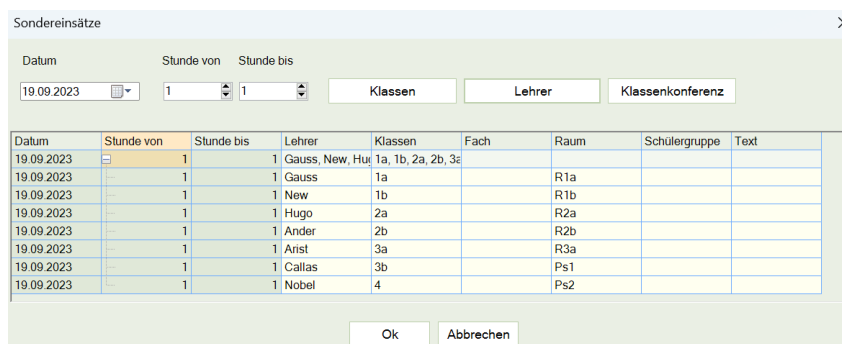 Sondereinsätze
Datum Stunde von Stunde bis
19.09.2023 1 1 Klassen Lehrer Klassenkonferenz
Datum Stunde von Stunde bis Lehrer Klassen Fach Raum Schülergruppe Text
19.09.2023 1 1 Gauss, New, Hug 1a, 1b, 2a, 2b, 3a
19.09.2023 1 1 Gauss 1a R1a
19.09.2023 1 1 New 1b R1b
19.09.2023 1 1 Hugo 2a R2a
19.09.2023 1 1 Ander 2b R2b
19.09.2023 1 1 Arist 3a R3a
19.09.2023 1 1 Callas 3b Ps1
19.09.2023 1 1 Nobel 4 Ps2
Ok Abbrechen